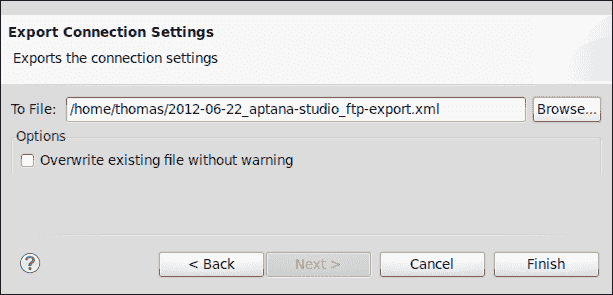 Export Connection Settings
Exports the connection settings
To File: /home/thomas/2012-06-22_aptana-studio_ftp-export.xml Browse...
Options
Overwrite existing file without warning
? < Back Next > Cancel Finish